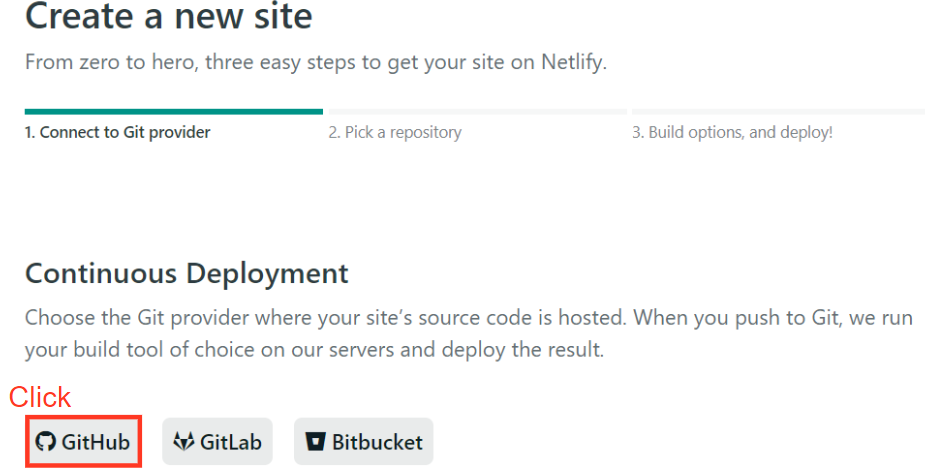 Create a new site
From zero to hero, three easy steps to get your site on Netlify.
1. Connect to Git provider
2. Pick a repository
3. Build options, and deploy!
Continuous Deployment
Choose the Git provider where your site’s source code is hosted. When you push to Git, we run
your build tool of choice on our servers and deploy the result.
Click
GitHub
GitLab
Bitbucket